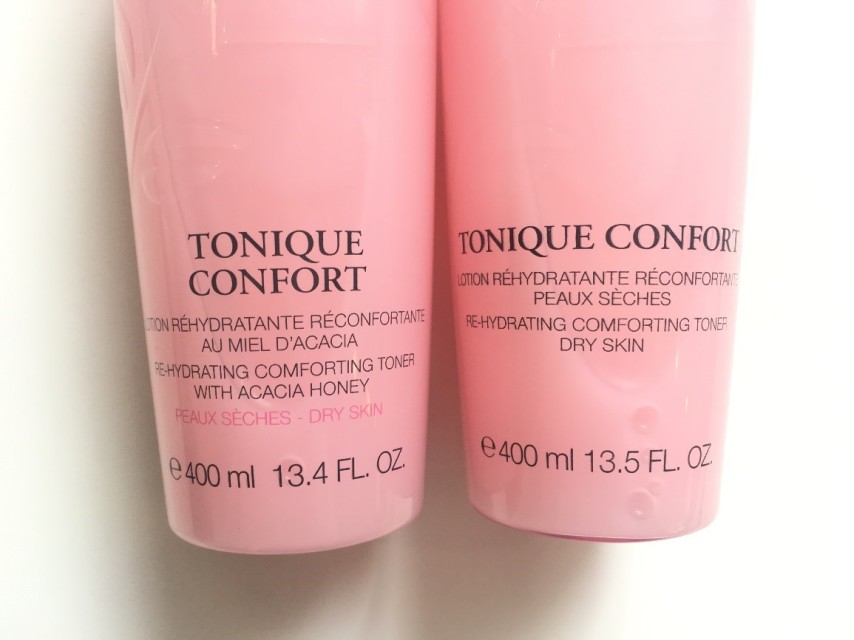 TONIQUE
CONFORT
LOTION RÉHYDRATANTE RÉCONFORTANTE
AU MIEL D'ACACIA
RE-HYDRATING COMFORTING TONER
WITH ACACIA HONEY
PEAUX SÈCHES - DRY SKIN
e 400 ml 13.4 FL. OZ.
TONIQUE CONFORT
LOTION RÉHYDRATANTE RÉCONFORTANTE
PEAUX SÈCHES
RE-HYDRATING COMFORTING TONER
DRY SKIN
e 400 ml 13.5 FL. OZ.